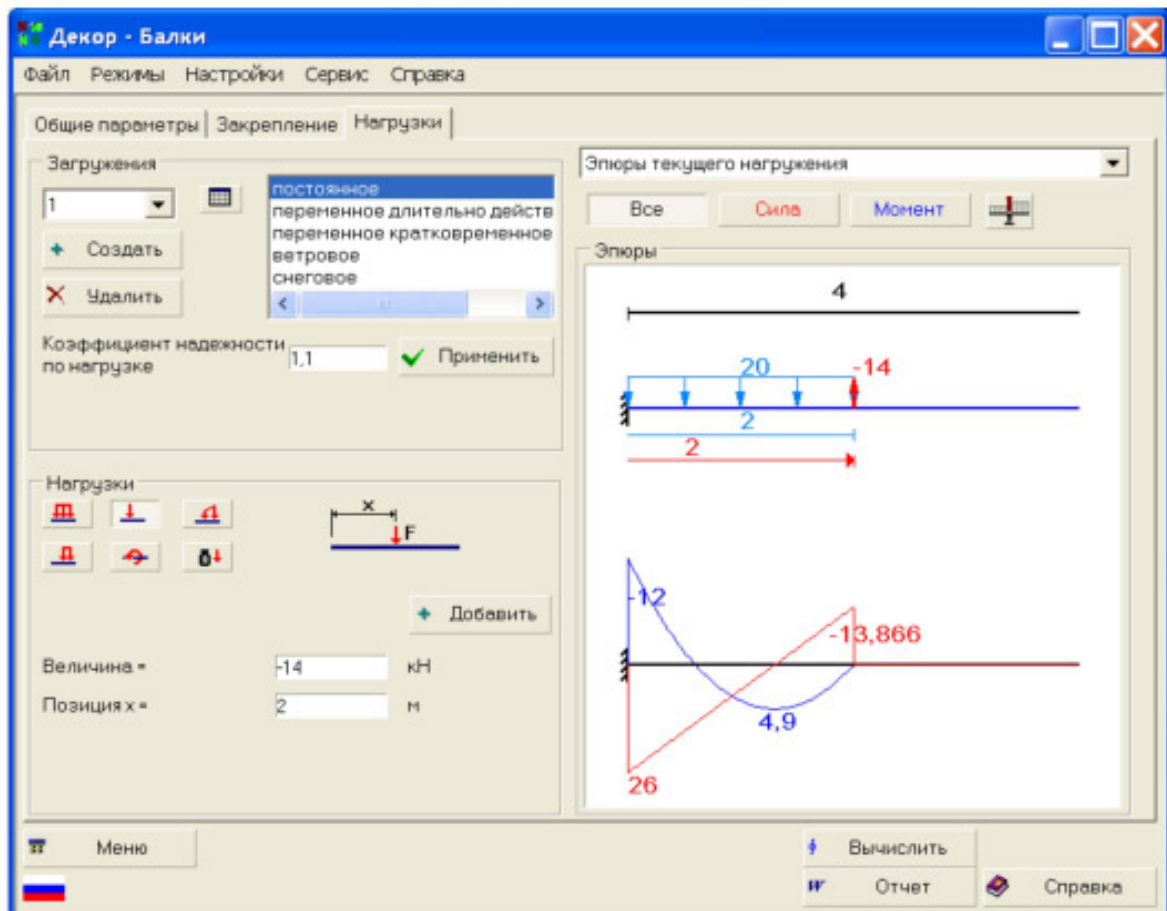 Декор - Балки
Файл Режимы Настройки Сервис Справка
Общие параметры Закрепление Нагрузки
Загружения
1
Создать
Удалить
постоянное
переменное длительно действ
переменное кратковременное
ветровое
снеговое
Коэффициент надежности
по нагрузке
1,1
Применить
Нагрузки
x
F
Добавить
Величина =
-14
кН
Позиция x =
2
м
Эпюры текущего нагружения
Все Сила Момент
Эпюры
4
20
-14
2
2
-12
-13,866
4,9
26
Меню
Вычислить
W Отчет
Справка